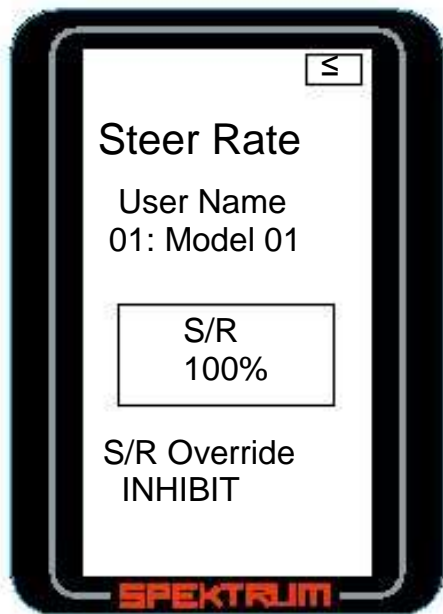 ≤
Steer Rate
User Name
01: Model 01
S/R
100%
S/R Override
INHIBIT
SPEKTRUM